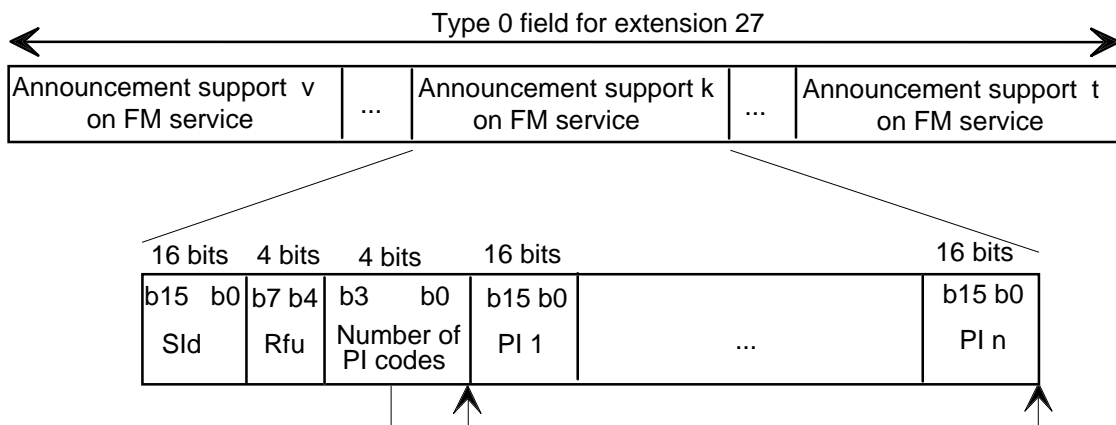 Type 0 field for extension 27
Announcement support v ... Announcement support k ... Announcement support t
on FM service on FM service on FM service
16 bits 4 bits 4 bits 16 bits 16 bits
b15 b0 b7 b4 b3 b0 b15 b0 b15 b0
SId Rfu Number of PI codes PI 1 ... PI n